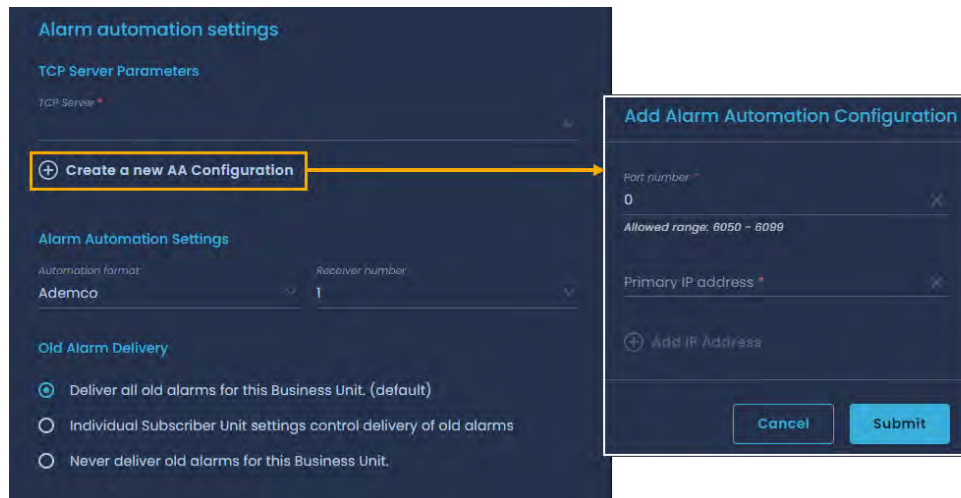 Alarm automation settings
TCP Server Parameters
TCP Server *
Create a new AA Configuration
Alarm Automation Settings
Automation format
Receiver number
Ademco
1
Old Alarm Delivery
Deliver all old alarms for this Business Unit. (default)
Individual Subscriber Unit settings control delivery of old alarms
Never deliver old alarms for this Business Unit.
Add Alarm Automation Configuration
Port number *
0
Allowed range: 6050 - 6099
Primary IP address *
Add IP Address
Cancel
Submit